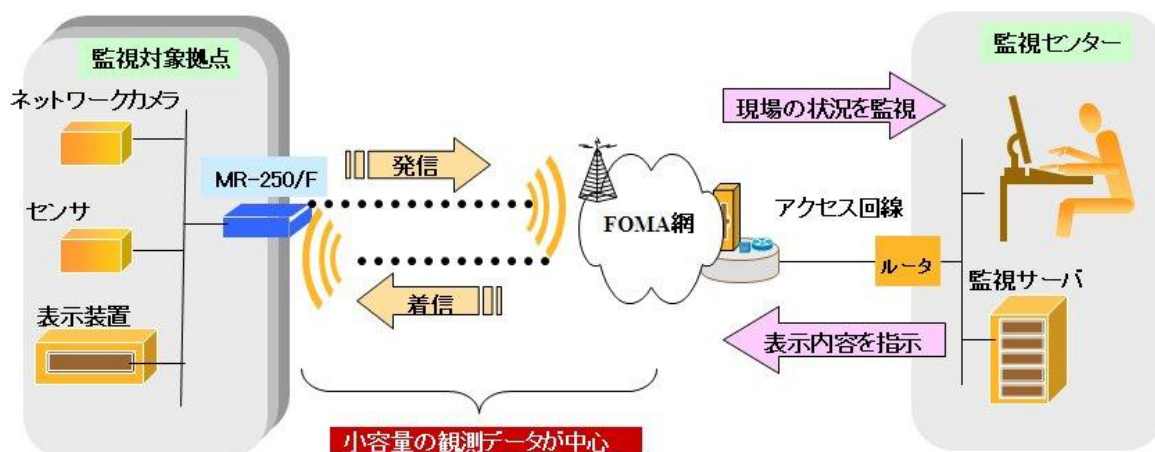 監視対象拠点
ネットワークカメラ
センサ
表示装置
MR-250/F
発信
着信
FOMA網
小容量の観測データが中心
現場の状況を監視
アクセス回線
ルータ
表示内容を指示
監視センター
監視サーバ